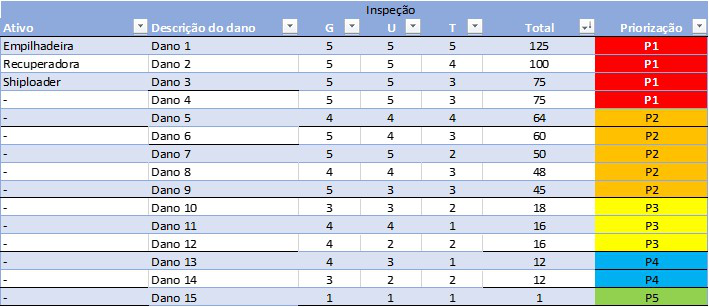 Inspeção
Ativo Descrição do dano G U T Total Priorização
Empilhadeira Dano 1 5 5 5 125 P1
Recuperadora Dano 2 5 5 4 100 P1
Shiploader Dano 3 5 5 3 75 P1
- Dano 4 5 5 3 75 P1
- Dano 5 4 4 4 64 P2
- Dano 6 5 4 3 60 P2
- Dano 7 5 5 2 50 P2
- Dano 8 4 4 3 48 P2
- Dano 9 5 3 3 45 P2
- Dano 10 3 3 2 18 P3
- Dano 11 4 4 1 16 P3
- Dano 12 4 2 2 16 P3
- Dano 13 4 3 1 12 P4
- Dano 14 3 2 2 12 P4
- Dano 15 1 1 1 1 P5